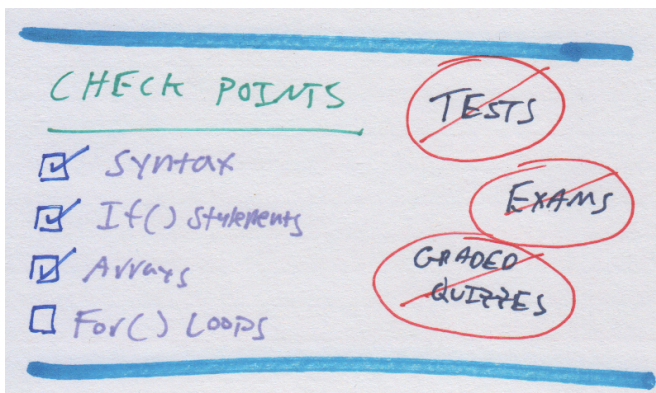 CHECK POINTS
Syntax
If() Statements
Arrays
For() Loops
TESTS
EXAMS
GRADED
QUIZZES